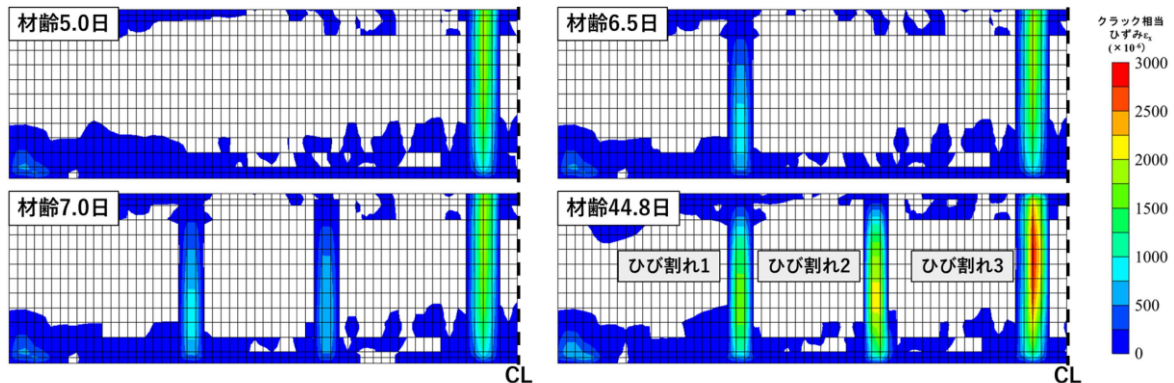 材齢5.0日
材齢6.5日
クラック相当
ひずみεx
(×10⁻⁶)
3000
2500
2000
1500
1000
500
0
材齢7.0日
材齢44.8日
ひび割れ1
ひび割れ2
ひび割れ3
CL
CL